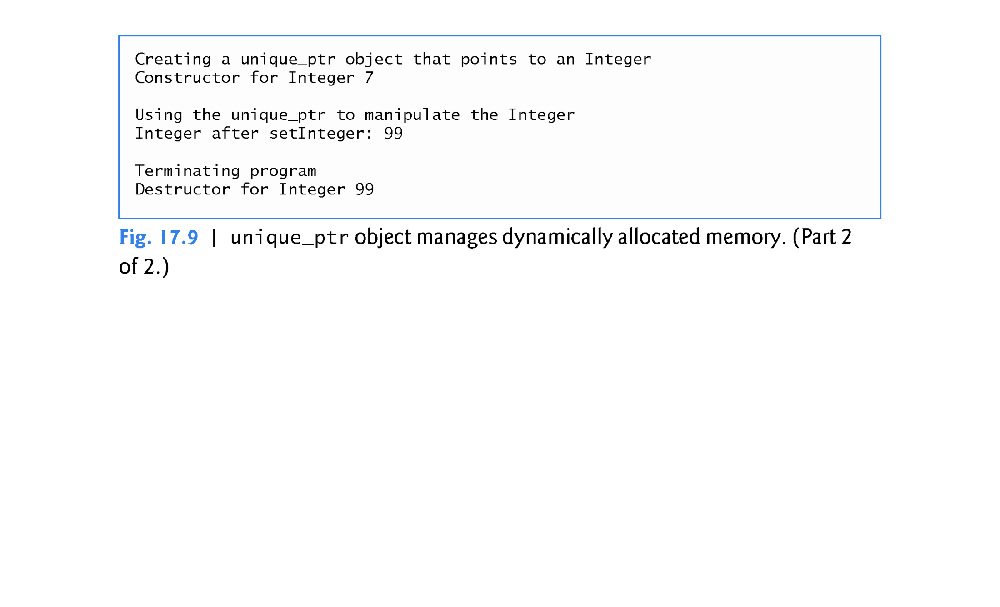 Creating a unique_ptr object that points to an Integer
Constructor for Integer 7
Using the unique_ptr to manipulate the Integer
Integer after setInteger: 99
Terminating program
Destructor for Integer 99
Fig. 17.9 | unique_ptr object manages dynamically allocated memory. (Part 2
of 2.)